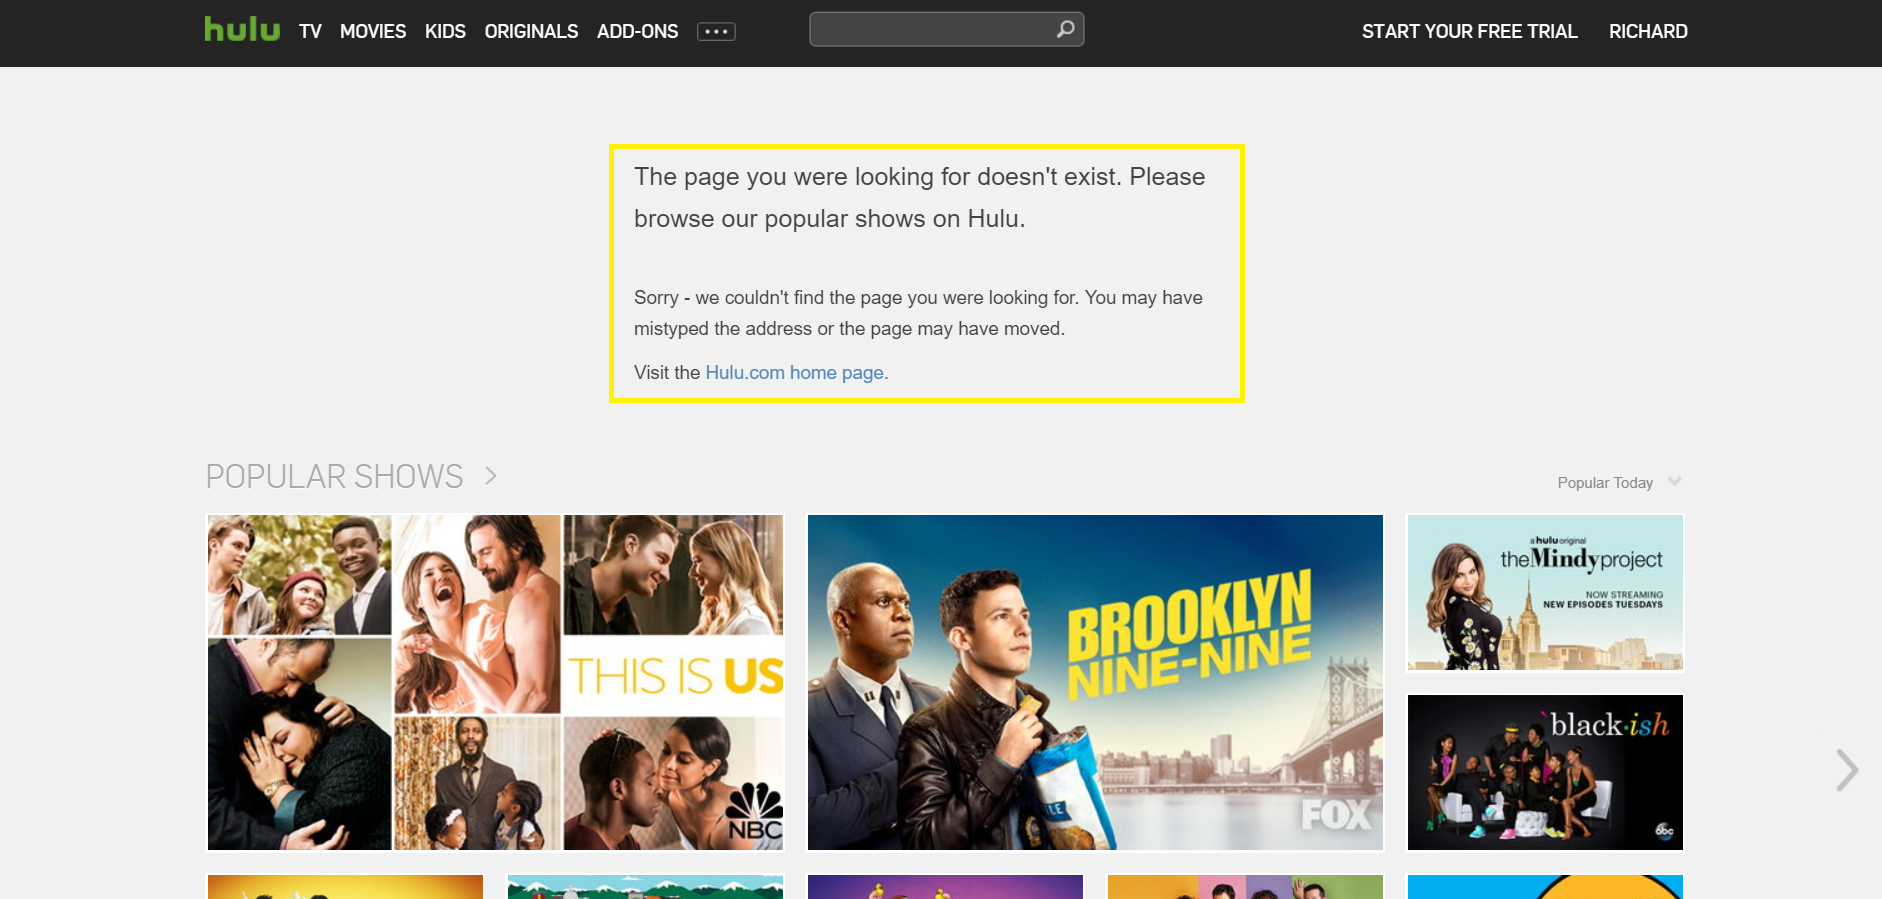 hulu TV MOVIES KIDS ORIGINALS ADD-ONS START YOUR FREE TRIAL RICHARD
The page you were looking for doesn't exist. Please
browse our popular shows on Hulu.
Sorry - we couldn't find the page you were looking for. You may have
mistyped the address or the page may have moved.
Visit the Hulu.com home page.
POPULAR SHOWS
Popular Today
THIS IS US
NBC
BROOKLYN
NINE-NINE
FOX
a hulu original
the Mindy project
NOW STREAMING
NEW EPISODES TUESDAYS
black·ish
abc